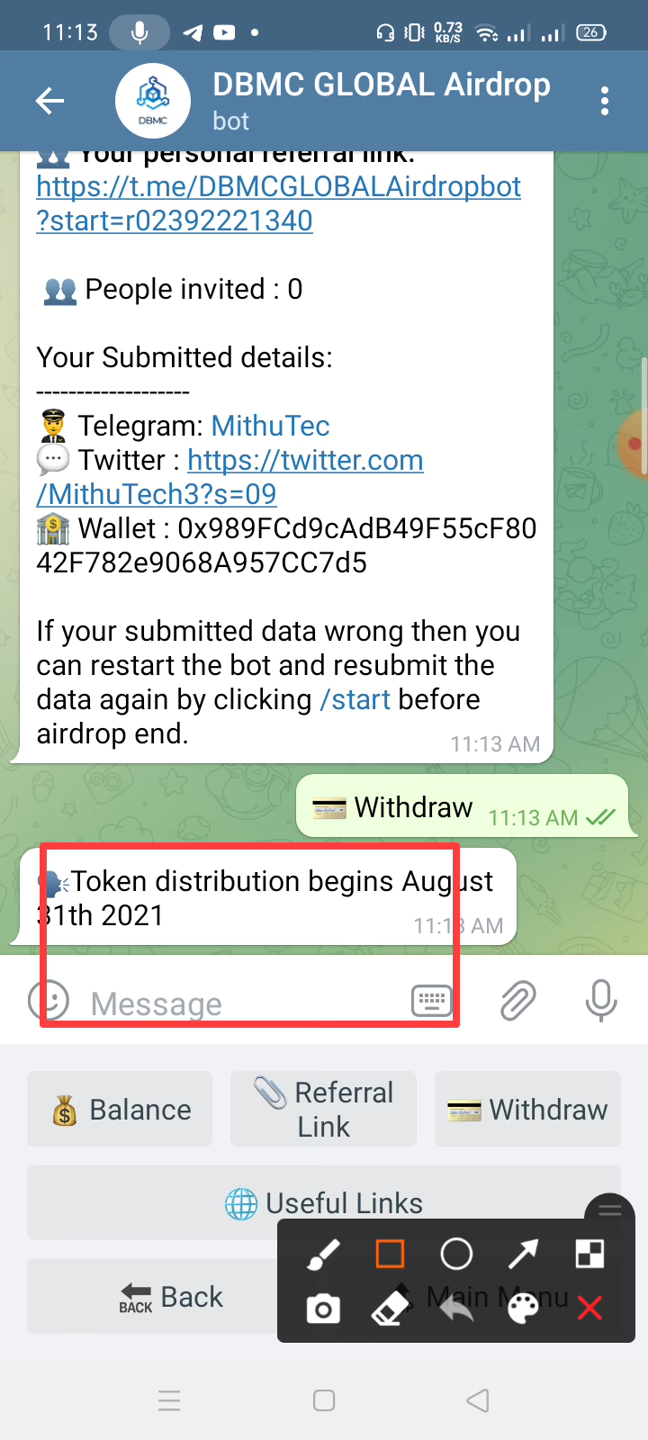 11:13
0.73
KB/S
26
DBMC GLOBAL Airdrop
DBMC
bot
Your personal referral link:
https://t.me/DBMCGLOBALAirdropbot
?start=r02392221340
People invited : 0
Your Submitted details:
-------------------
Telegram: MithuTec
Twitter : https://twitter.com
/MithuTech3?s=09
Wallet : 0x989FCd9cAdB49F55cF80
42F782e9068A957CC7d5
If your submitted data wrong then you
can restart the bot and resubmit the
data again by clicking /start before
airdrop end.
11:13 AM
Withdraw 11:13 AM
Token distribution begins August
31th 2021
11:13 AM
Message
Balance
Referral
Link
Withdraw
Useful Links
BACK Back
Main Menu